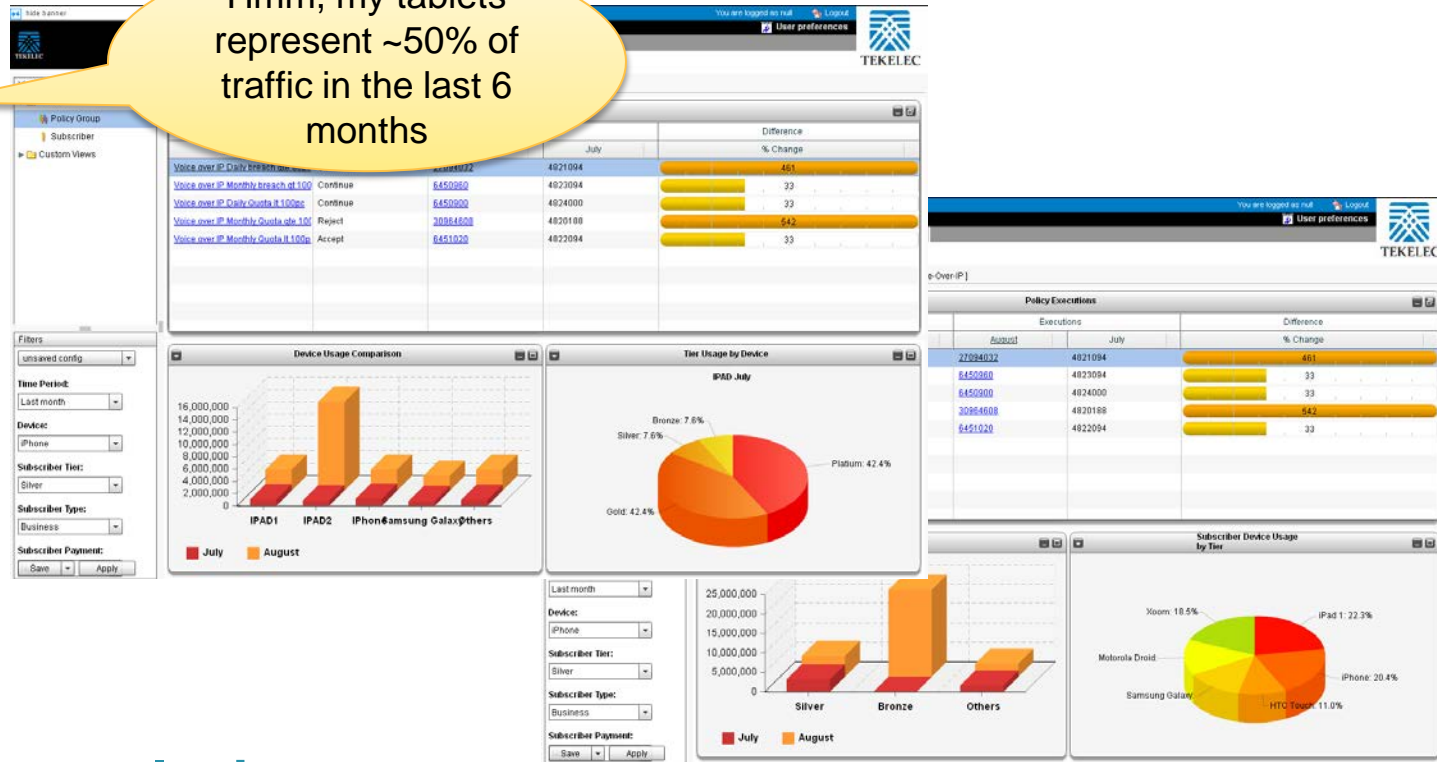 hide banner
You are logged as null Logout
User preferences
TEKELEC
TEKELEC
my tablets
represent ~50% of
traffic in the last 6
months
Policy Group
Subscriber
Custom Views
Difference
July % Change
Voice over IP Daily breach 27094032 4821094 461
Voice over IP Monthly breach gt 100 Continue 6450960 4823094 33
Voice over IP Daily Quota lt 100pc Continue 6450900 4824000 33
Voice over IP Monthly Quota gte 100 Reject 30964608 4820188 542
Voice over IP Monthly Quota lt 100p Accept 6451020 4822094 33
Filters
unsaved config
Time Period:
Last month
Device:
iPhone
Subscriber Tier:
Silver
Subscriber Type:
Business
Subscriber Payment:
Save Apply
Device Usage Comparison
16,000,000
14,000,000
12,000,000
10,000,000
8,000,000
6,000,000
4,000,000
2,000,000
0
IPAD1 IPAD2 IPhone Samsung Galaxy Others
July August
Tier Usage by Device
IPAD July
Bronze: 7.6%
Silver: 7.6%
Platium: 42.4%
Gold: 42.4%
You are logged as null Logout
User preferences
TEKELEC
e-Over-IP ]
Policy Executions
Executions Difference
August July % Change
27094032 4821094 461
6450960 4823094 33
6450900 4824000 33
30964608 4820188 542
6451020 4822094 33
Last month
Device:
iPhone
Subscriber Tier:
Silver
Subscriber Type:
Business
Subscriber Payment:
Save Apply
25,000,000
20,000,000
15,000,000
10,000,000
5,000,000
0
Silver Bronze Others
July August
Subscriber Device Usage
by Tier
Xoom: 18.5%
iPad 1: 22.3%
Motorola Droid
iPhone: 20.4%
Samsung Galaxy
HTC Touch: 11.0%